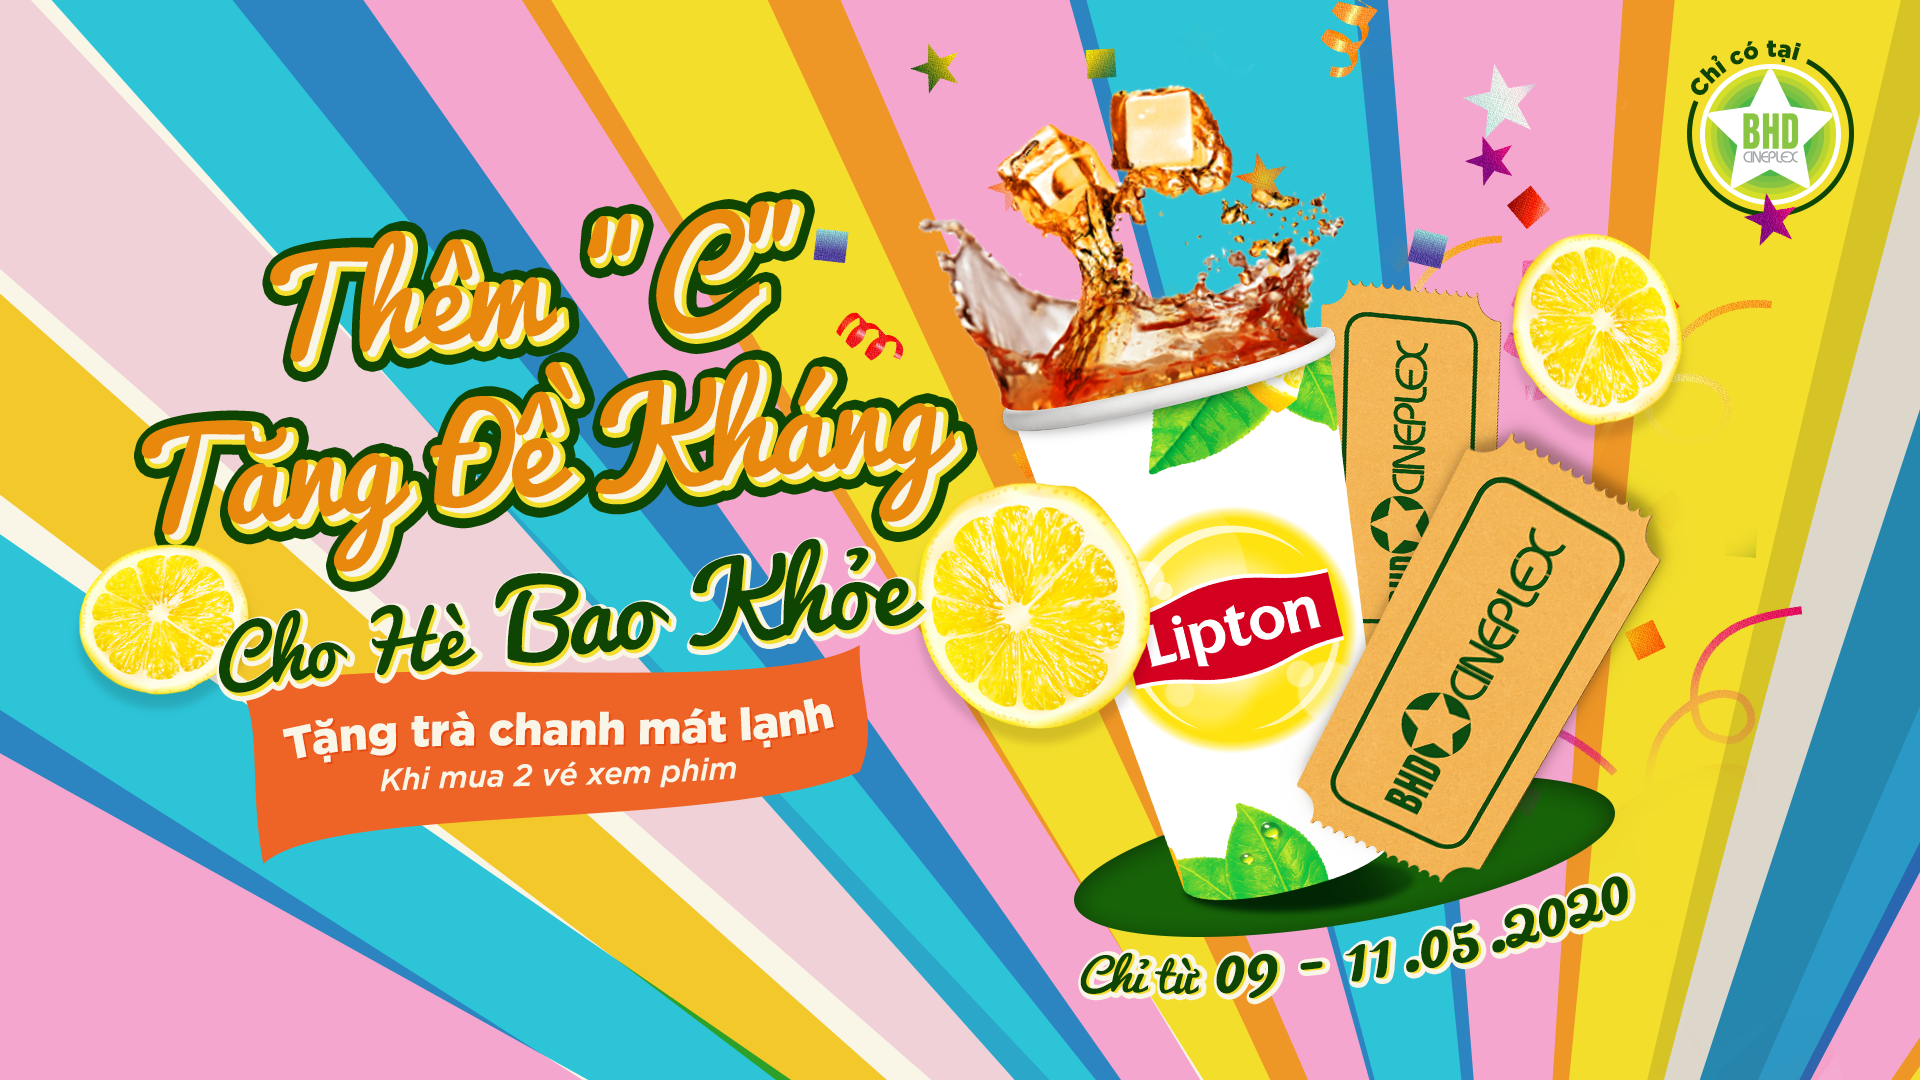 Chỉ có tại
BHD
CINEPLEX
Thêm "C"
Tăng Đề Kháng
Cho Hè Bao Khỏe
Tặng trà chanh mát lạnh
Khi mua 2 vé xem phim
Lipton
BHD CINEPLEX
BHD CINEPLEX
Chỉ từ 09 - 11.05.2020